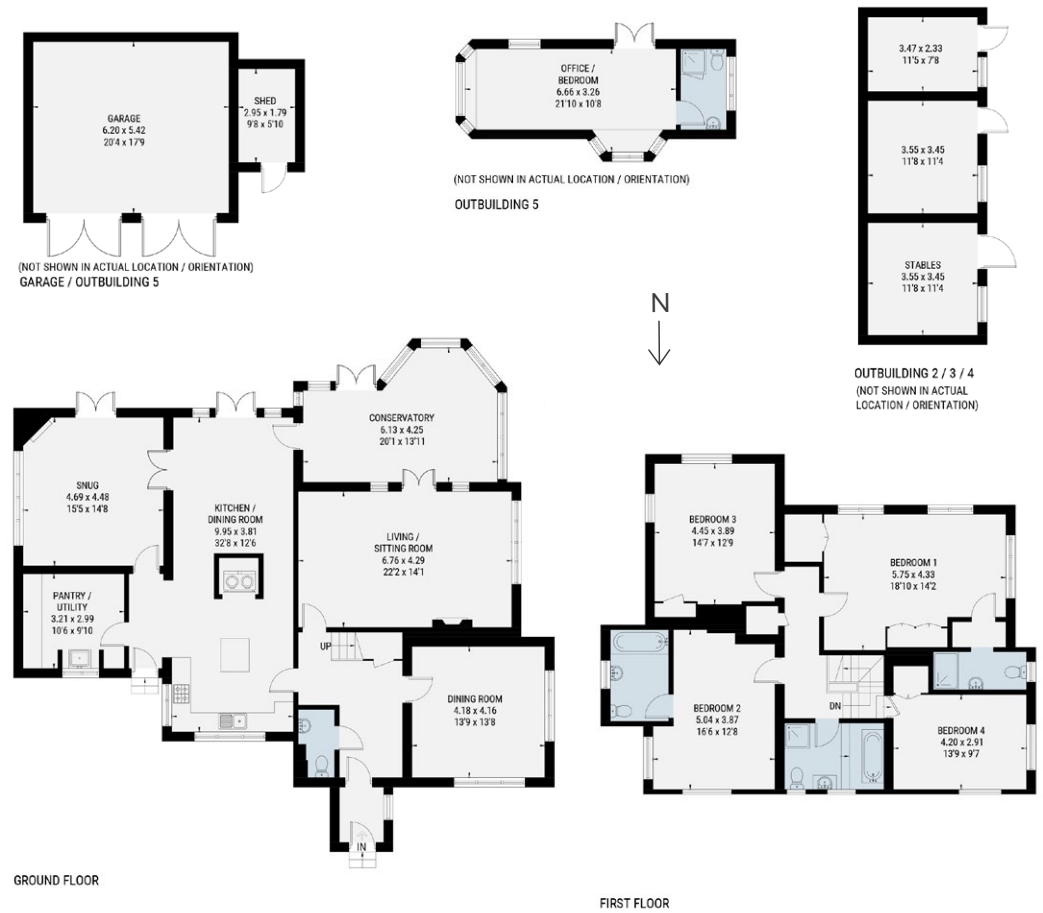 GARAGE
6.20 x 5.42
20'4 x 17'9
SHED
2.95 x 1.79
9'8 x 5'10
(NOT SHOWN IN ACTUAL LOCATION / ORIENTATION)
GARAGE / OUTBUILDING 5
OFFICE /
BEDROOM
6.66 x 3.26
21'10 x 10'8
(NOT SHOWN IN ACTUAL LOCATION / ORIENTATION)
OUTBUILDING 5
3.47 x 2.33
11'5 x 7'8
3.55 x 3.45
11'8 x 11'4
STABLES
3.55 x 3.45
11'8 x 11'4
OUTBUILDING 2 / 3 / 4
(NOT SHOWN IN ACTUAL
LOCATION / ORIENTATION)
N
CONSERVATORY
6.13 x 4.25
20'1 x 13'11
SNUG
4.69 x 4.48
15'5 x 14'8
KITCHEN /
DINING ROOM
9.95 x 3.81
32'8 x 12'6
LIVING /
SITTING ROOM
6.76 x 4.29
22'2 x 14'1
PANTRY /
UTILITY
3.21 x 2.99
10'6 x 9'10
UP
DINING ROOM
4.18 x 4.16
13'9 x 13'8
IN
GROUND FLOOR
BEDROOM 3
4.45 x 3.89
14'7 x 12'9
BEDROOM 1
5.75 x 4.33
18'10 x 14'2
BEDROOM 2
5.04 x 3.87
16'6 x 12'8
DN
BEDROOM 4
4.20 x 2.91
13'9 x 9'7
FIRST FLOOR